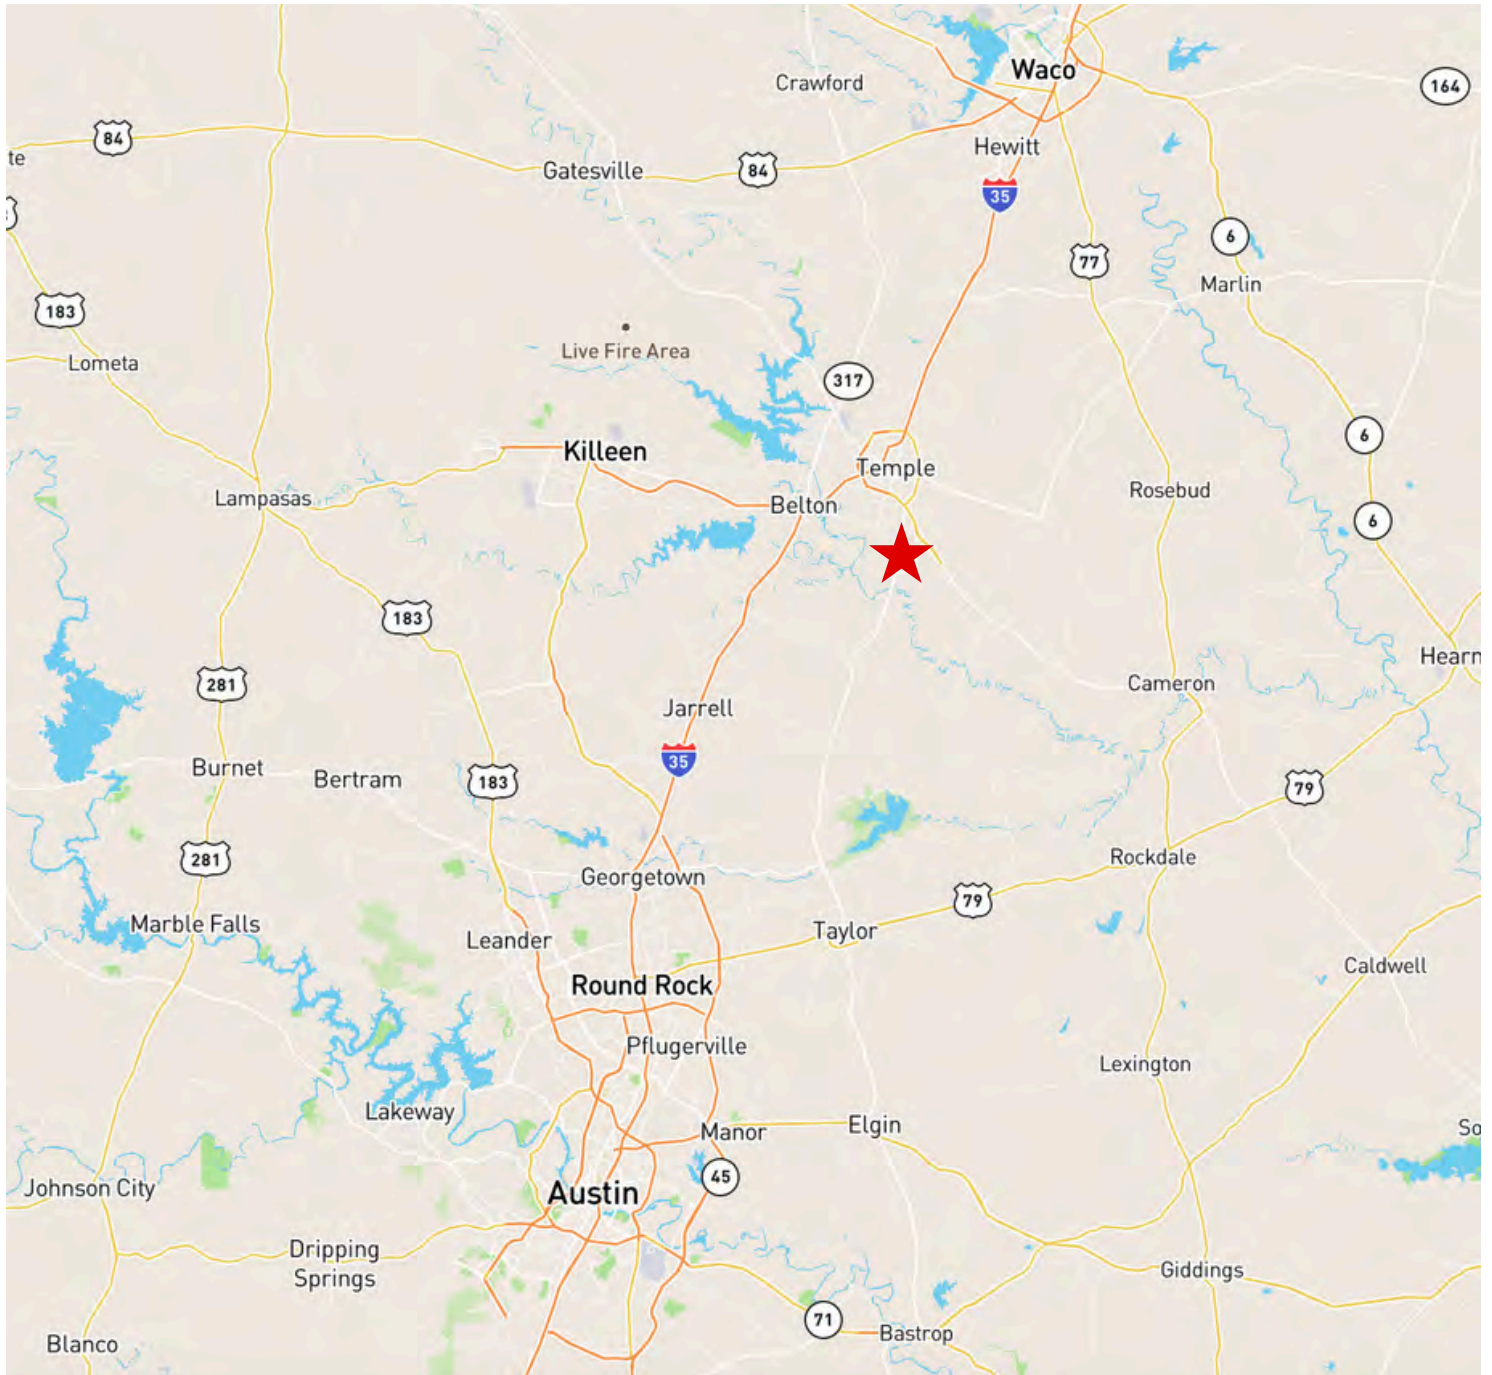 Waco
Crawford
164
84
Hewitt
te
Gatesville
84
35
6
77
Marlin
183
Live Fire Area
Lometa
317
6
Killeen
Temple
Lampasas
Belton
Rosebud
6
183
Hearn
281
Cameron
Jarrell
35
Burnet
Bertram
183
79
281
Rockdale
Georgetown
79
Marble Falls
Taylor
Leander
Caldwell
Round Rock
Pflugerville
Lexington
Lakeway
Manor
Elgin
So
45
Johnson City
Austin
Dripping
Springs
Giddings
71
Bastrop
Blanco